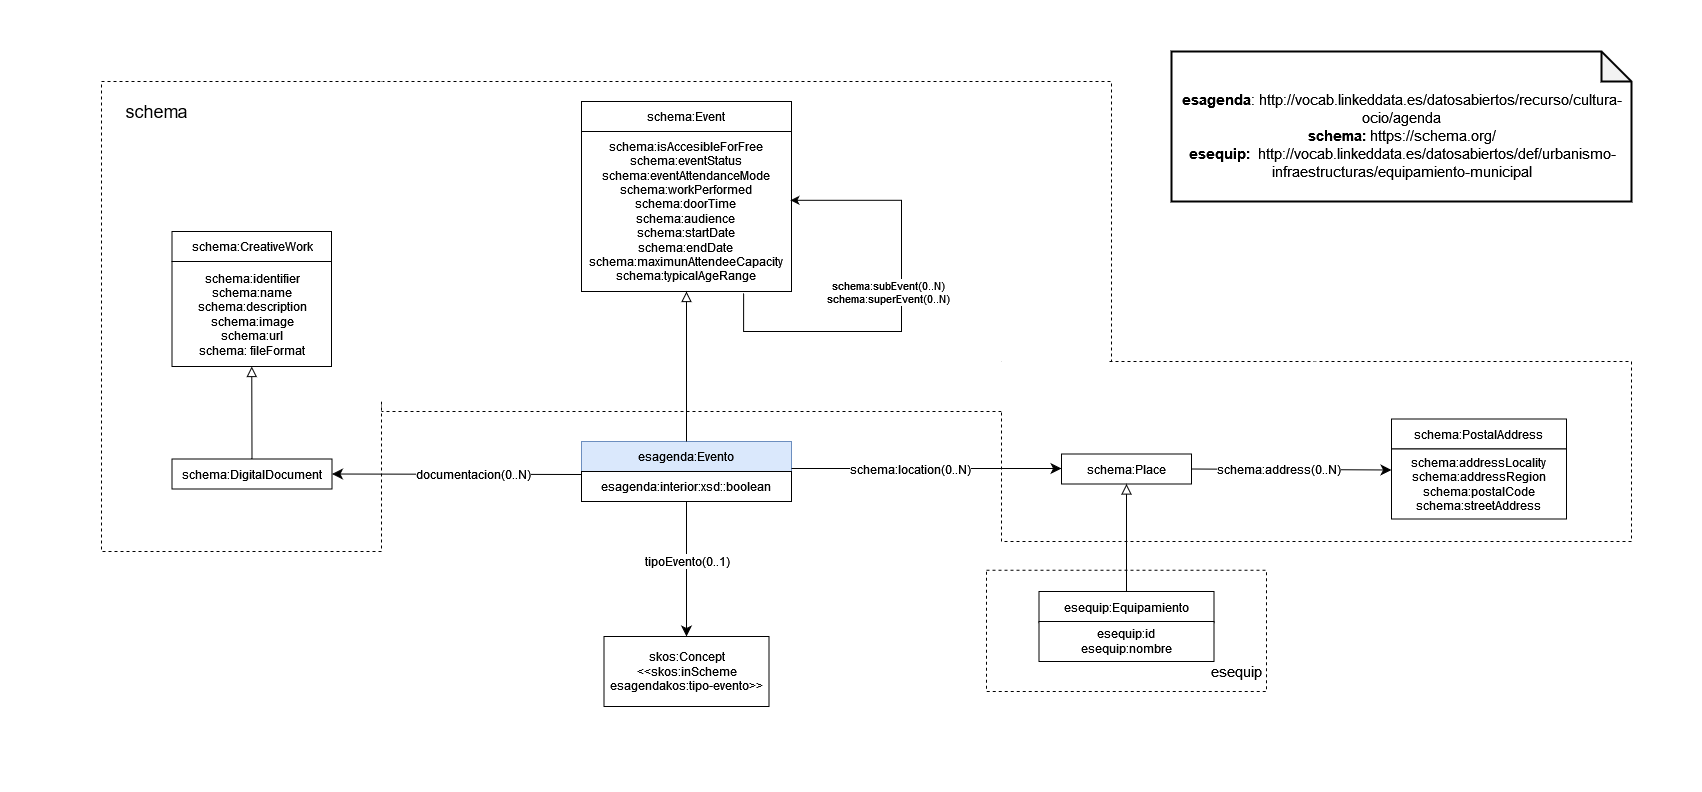 esagenda: http://vocab.linkeddata.es/datosabiertos/recurso/cultura-
ocio/agenda
schema: https://schema.org/
esequip: http://vocab.linkeddata.es/datosabiertos/def/urbanismo-
infraestructuras/equipamiento-municipal
schema
schema:Event
schema:isAccesibleForFree
schema:eventStatus
schema:eventAttendanceMode
schema:workPerformed
schema:doorTime
schema:audience
schema:startDate
schema:endDate
schema:maximunAttendeeCapacity
schema:typicalAgeRange
schema:subEvent(0..N)
schema:superEvent(0..N)
schema:CreativeWork
schema:identifier
schema:name
schema:description
schema:image
schema:url
schema: fileFormat
schema:DigitalDocument
documentacion(0..N)
esagenda:Evento
esagenda:interior:xsd::boolean
schema:location(0..N)
schema:Place
schema:address(0..N)
schema:PostalAddress
schema:addressLocality
schema:addressRegion
schema:postalCode
schema:streetAddress
tipoEvento(0..1)
skos:Concept
<<skos:inScheme
esagendakos:tipo-evento>>
esequip:Equipamiento
esequip:id
esequip:nombre
esequip